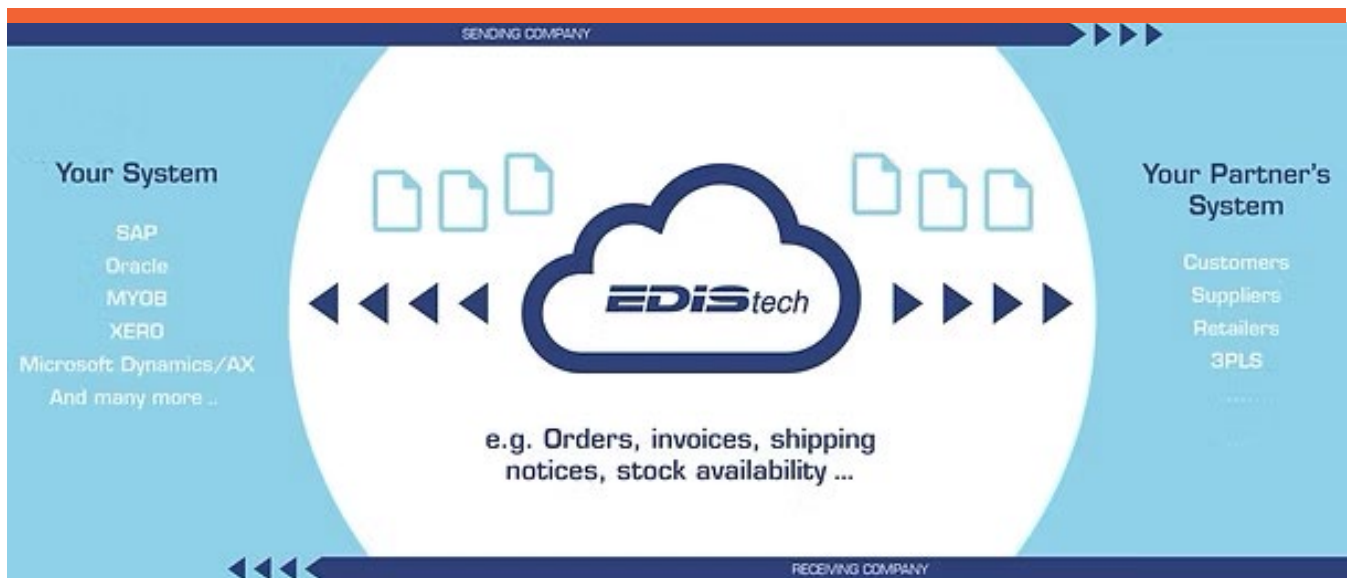 SENDING COMPANY
Your System
SAP
Oracle
MYOB
XERO
Microsoft Dynamics/AX
And many more ..
EDIStech
e.g. Orders, invoices, shipping
notices, stock availability ...
Your Partner's
System
Customers
Suppliers
Retailers
3PLS
.......
RECEIVING COMPANY